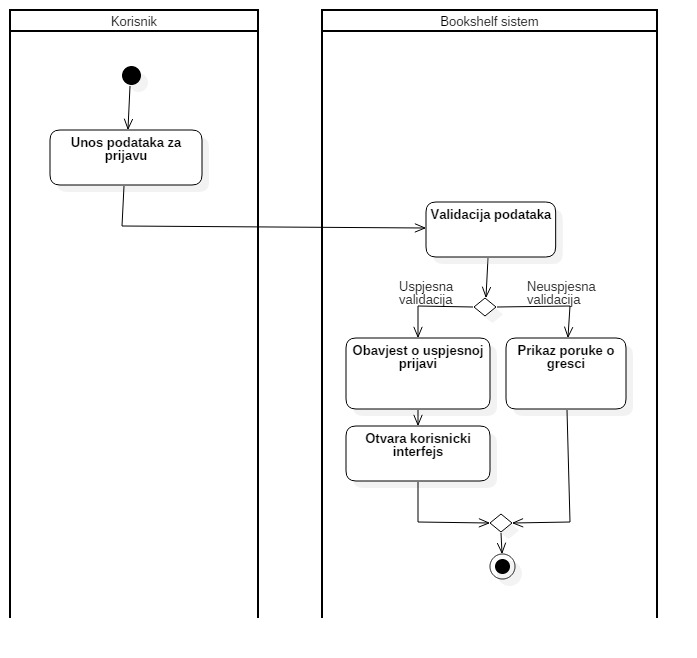 Korisnik
Bookshelf sistem
Unos podataka za
prijavu
Validacija podataka
Uspjesna
validacija
Neuspjesna
validacija
Obavjest o uspjesnoj
prijavi
Prikaz poruke o
gresci
Otvara korisnicki
interfejs